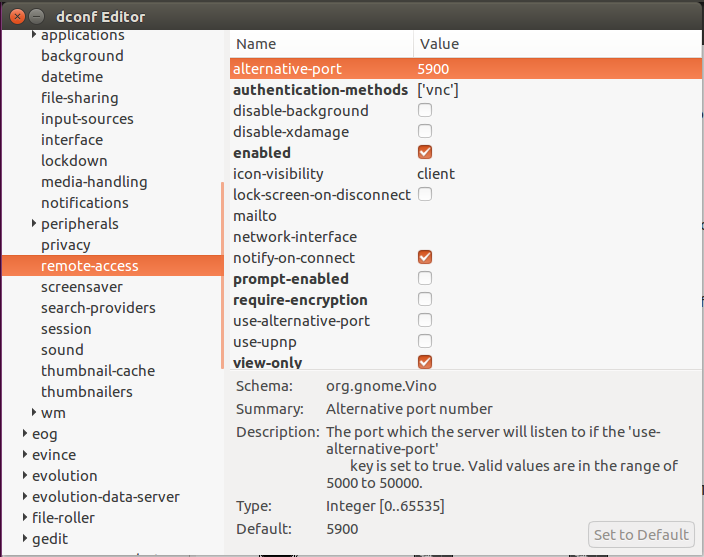 dconf Editor
applications
background
datetime
file-sharing
input-sources
interface
lockdown
media-handling
notifications
peripherals
privacy
remote-access
screensaver
search-providers
session
sound
thumbnail-cache
thumbnailers
wm
eog
evince
evolution
evolution-data-server
file-roller
gedit
Name Value
alternative-port 5900
authentication-methods ['vnc']
disable-background
disable-xdamage
enabled
icon-visibility client
lock-screen-on-disconnect
mailto
network-interface
notify-on-connect
prompt-enabled
require-encryption
use-alternative-port
use-upnp
view-only
Schema: org.gnome.Vino
Summary: Alternative port number
Description: The port which the server will listen to if the 'use-
alternative-port'
key is set to true. Valid values are in the range of
5000 to 50000.
Type: Integer [0..65535]
Default: 5900
Set to Default